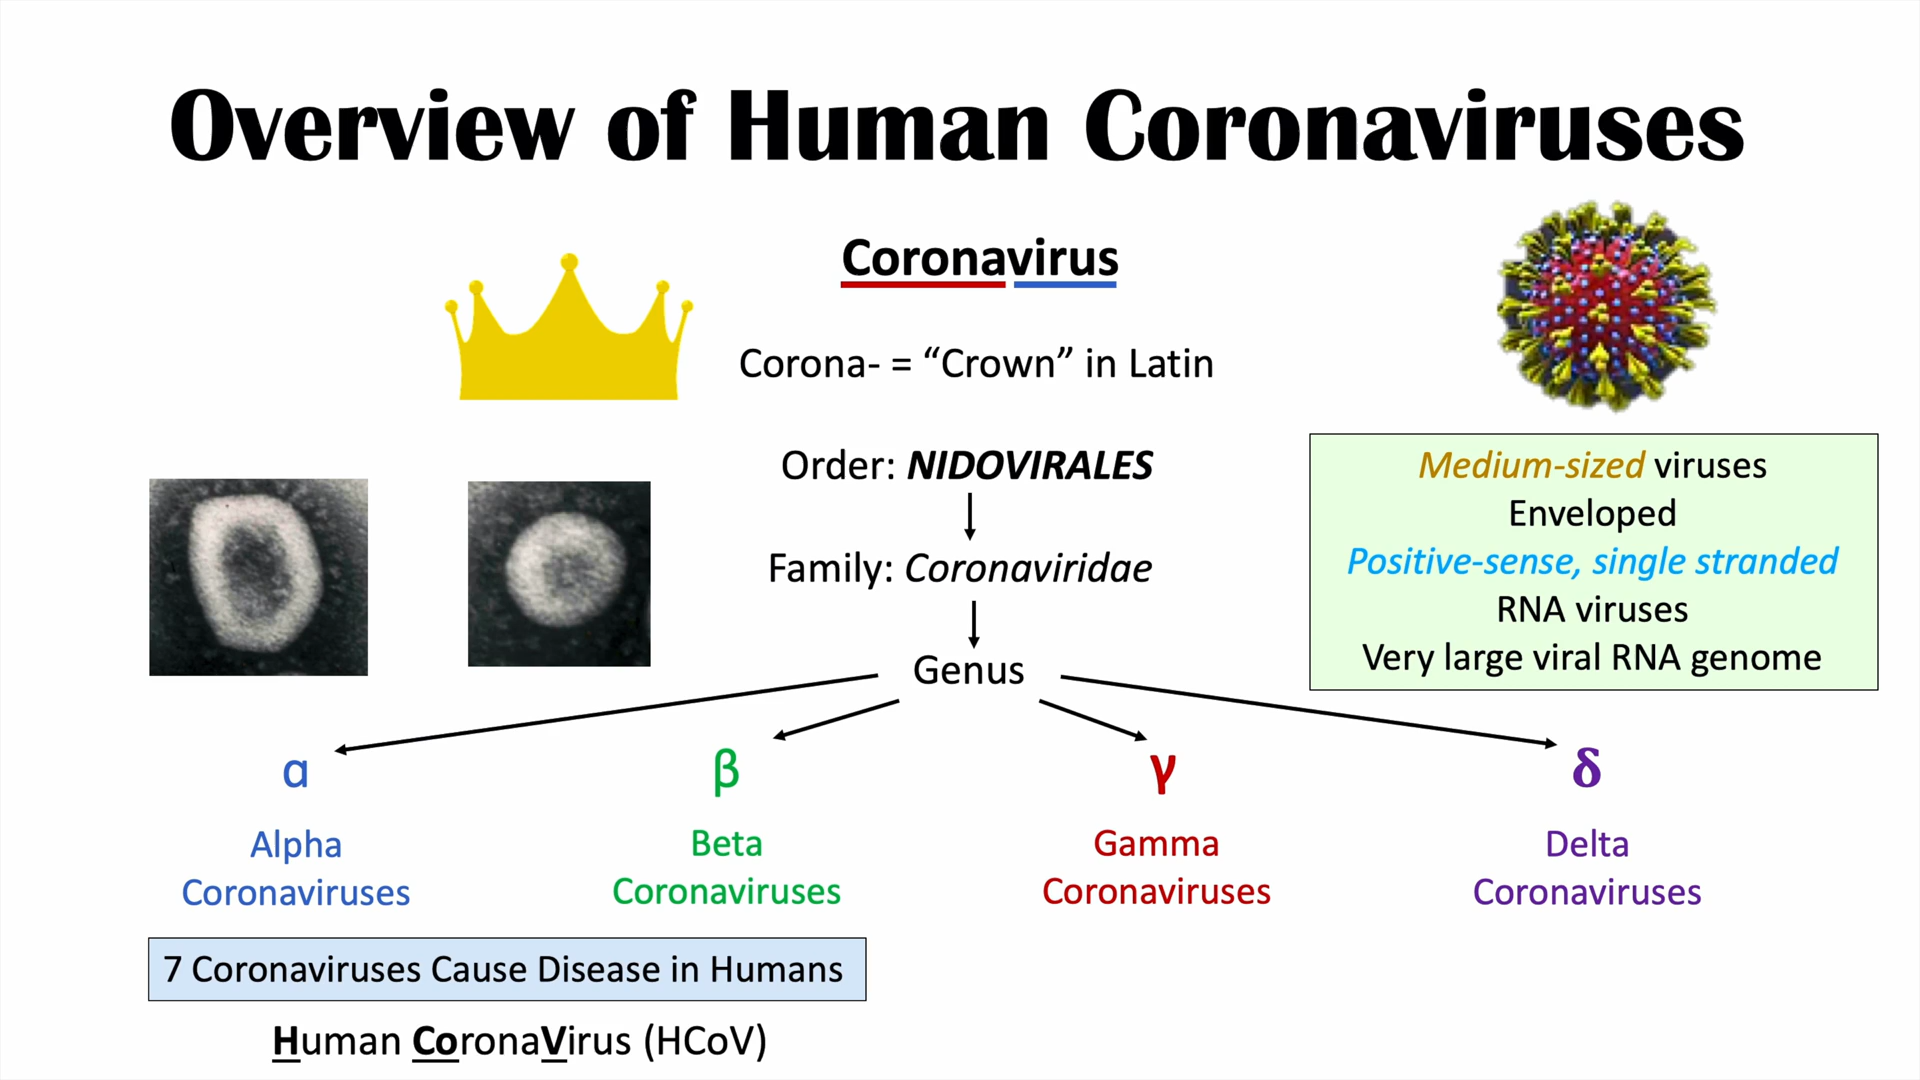 Overview of Human Coronaviruses
Coronavirus
Corona- = “Crown” in Latin
Order: NIDOVIRALES
Family: Coronaviridae
Genus
Medium-sized viruses
Enveloped
Positive-sense, single stranded
RNA viruses
Very large viral RNA genome
α
Alpha
Coronaviruses
β
Beta
Coronaviruses
γ
Gamma
Coronaviruses
δ
Delta
Coronaviruses
7 Coronaviruses Cause Disease in Humans
Human CoronaVirus (HCoV)